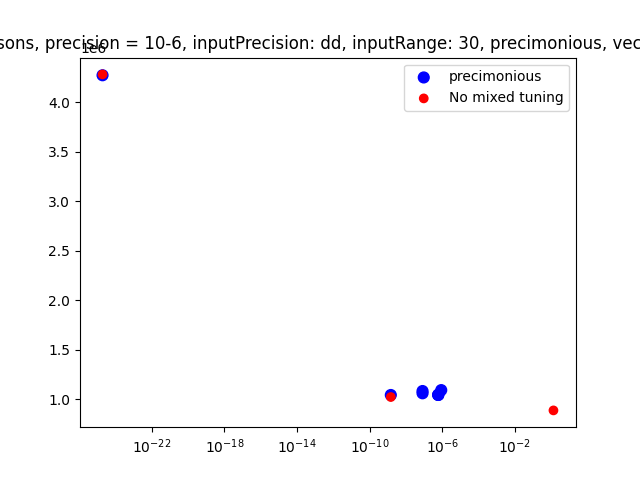 sons, precision = 10-6, inputPrecision: dd, inputRange: 30, precimonious, vec
1e6
precimonious
No mixed tuning
4.0
3.5
3.0
2.5
2.0
1.5
1.0
10⁻²² 10⁻¹⁸ 10⁻¹⁴ 10⁻¹⁰ 10⁻⁶ 10⁻²